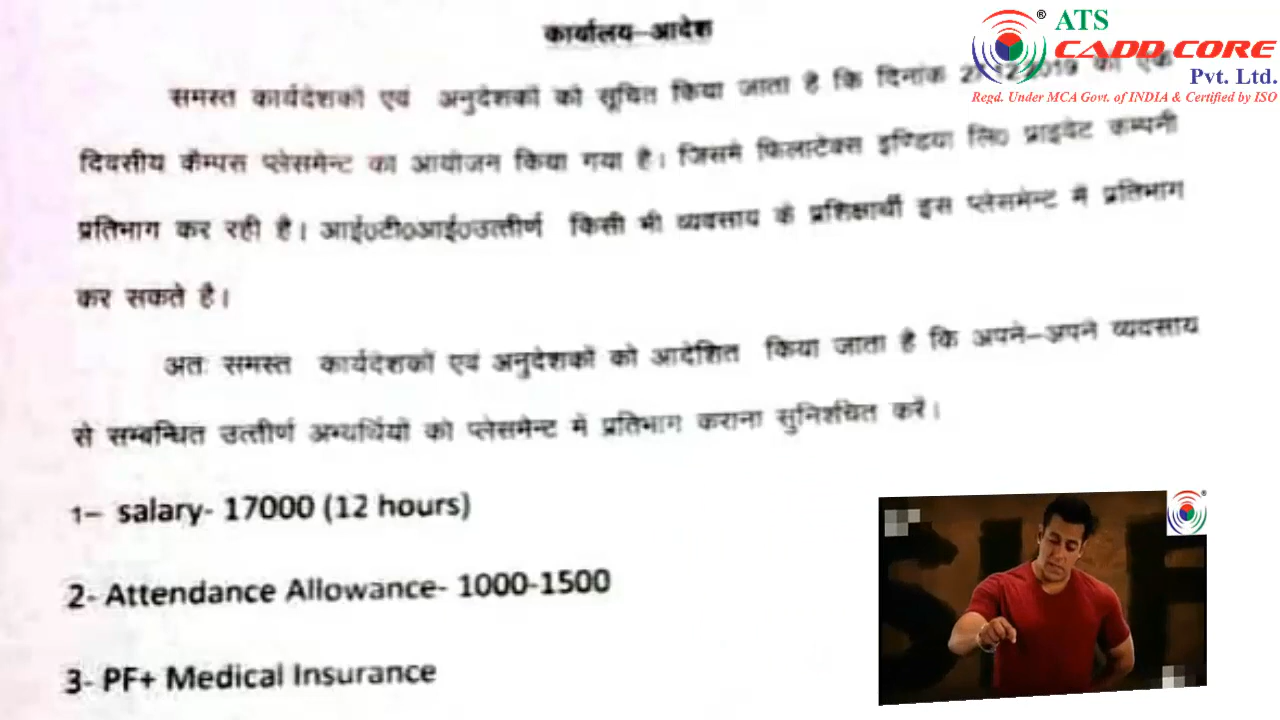 कार्यालय–आदेश
समस्त कार्यदेशकों एवं अनुदेशकों को सूचित किया जाता है कि दिनांक को एक
दिवसीय कैम्पस प्लेसमेन्ट का आयोजन किया गया है। जिसमे फिलाटेक्स इण्डिया लि0 प्राइवेट कम्पनी
प्रतिभाग कर रही है। आई0टी0आई0उत्तीर्ण किसी भी व्यवसाय के प्रशिक्षार्थी इस प्लेसमेन्ट में प्रतिभाग
कर सकते है।
अतः समस्त कार्यदेशकों एवं अनुदेशकों को आदेशित किया जाता है कि अपने–अपने व्यवसाय
से सम्बन्धित उत्तीर्ण अभ्यर्थियों को प्लेसमेन्ट में प्रतिभाग कराना सुनिश्चित करें।
1– salary- 17000 (12 hours)
2- Attendance Allowance- 1000-1500
3- PF+ Medical Insurance
® ATS
CADD CORE
Pvt. Ltd.
Regd. Under MCA Govt. of INDIA & Certified by ISO